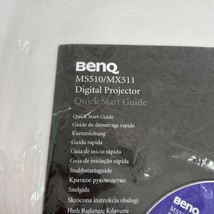 BenQ
MS510/MX511
Digital Projector
Quick Start Guide
Quick Start Guide
Guide de démarrage rapide
Kurzanleitung
Guida rapida
Guía de inicio rápido
Guia de iniciação rápida
Snabbstartsguide
Краткое руководство
Snelgids
Skrócona instrukcja obsługi
Hızlı Başlangıç Kılavuzu
BenQ